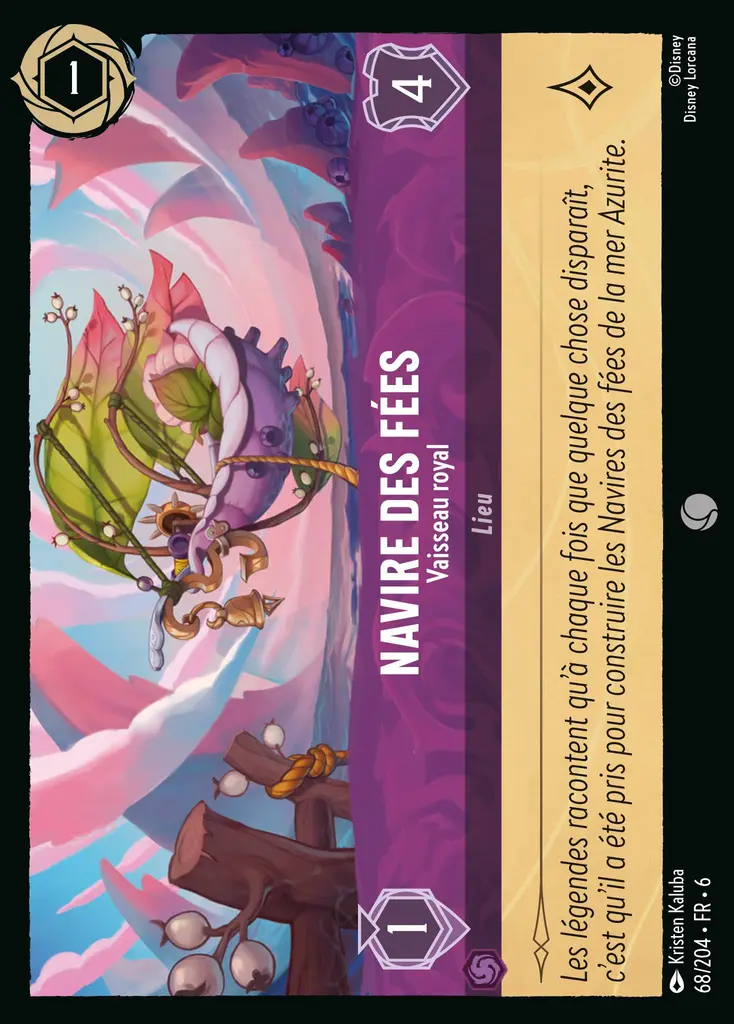 1
4
NAVIRE DES FÉES
Vaisseau royal
1
Lieu
Les légendes racontent qu'à chaque fois que quelque chose disparaît,
c'est qu'il a été pris pour construire les Navires des fées de la mer Azurite.
Kristen Kaluba
68/204 • FR • 6
©Disney
Disney Lorcana